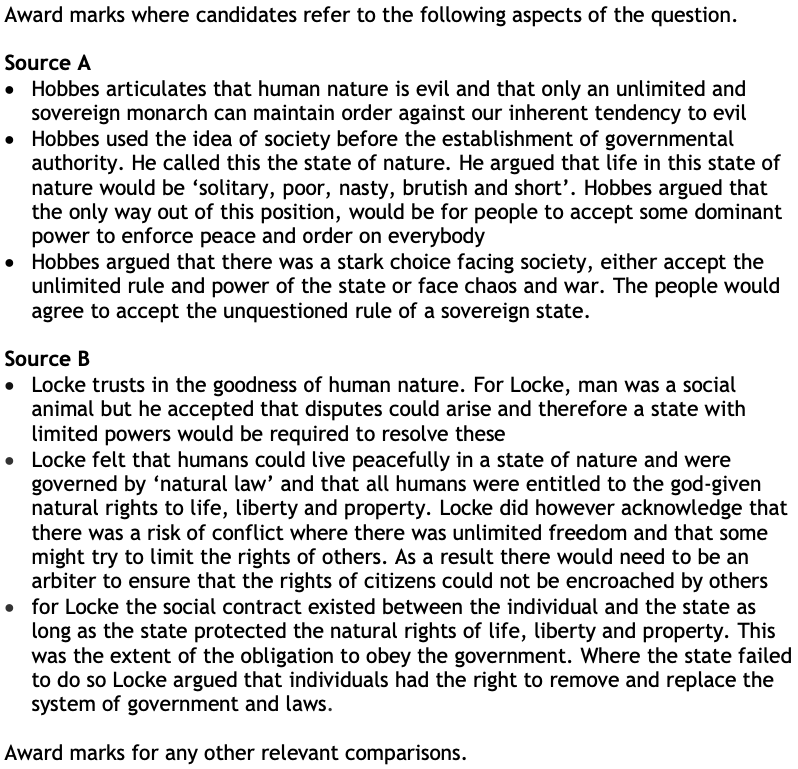 Award marks where candidates refer to the following aspects of the question.
Source A
• Hobbes articulates that human nature is evil and that only an unlimited and
sovereign monarch can maintain order against our inherent tendency to evil
• Hobbes used the idea of society before the establishment of governmental
authority. He called this the state of nature. He argued that life in this state of
nature would be ‘solitary, poor, nasty, brutish and short’. Hobbes argued that
the only way out of this position, would be for people to accept some dominant
power to enforce peace and order on everybody
• Hobbes argued that there was a stark choice facing society, either accept the
unlimited rule and power of the state or face chaos and war. The people would
agree to accept the unquestioned rule of a sovereign state.
Source B
• Locke trusts in the goodness of human nature. For Locke, man was a social
animal but he accepted that disputes could arise and therefore a state with
limited powers would be required to resolve these
• Locke felt that humans could live peacefully in a state of nature and were
governed by ‘natural law’ and that all humans were entitled to the god-given
natural rights to life, liberty and property. Locke did however acknowledge that
there was a risk of conflict where there was unlimited freedom and that some
might try to limit the rights of others. As a result there would need to be an
arbiter to ensure that the rights of citizens could not be encroached by others
• for Locke the social contract existed between the individual and the state as
long as the state protected the natural rights of life, liberty and property. This
was the extent of the obligation to obey the government. Where the state failed
to do so Locke argued that individuals had the right to remove and replace the
system of government and laws.
Award marks for any other relevant comparisons.